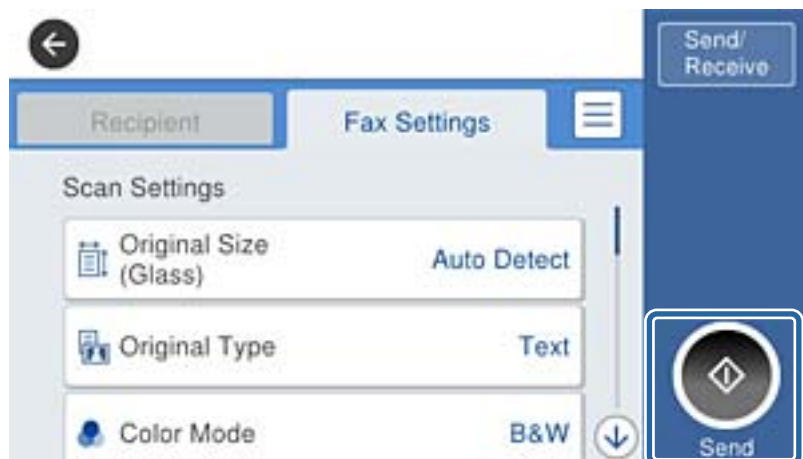 Send/
Receive
Recipient
Fax Settings
Scan Settings
Original Size
(Glass)
Auto Detect
Original Type
Text
Color Mode
B&W
Send